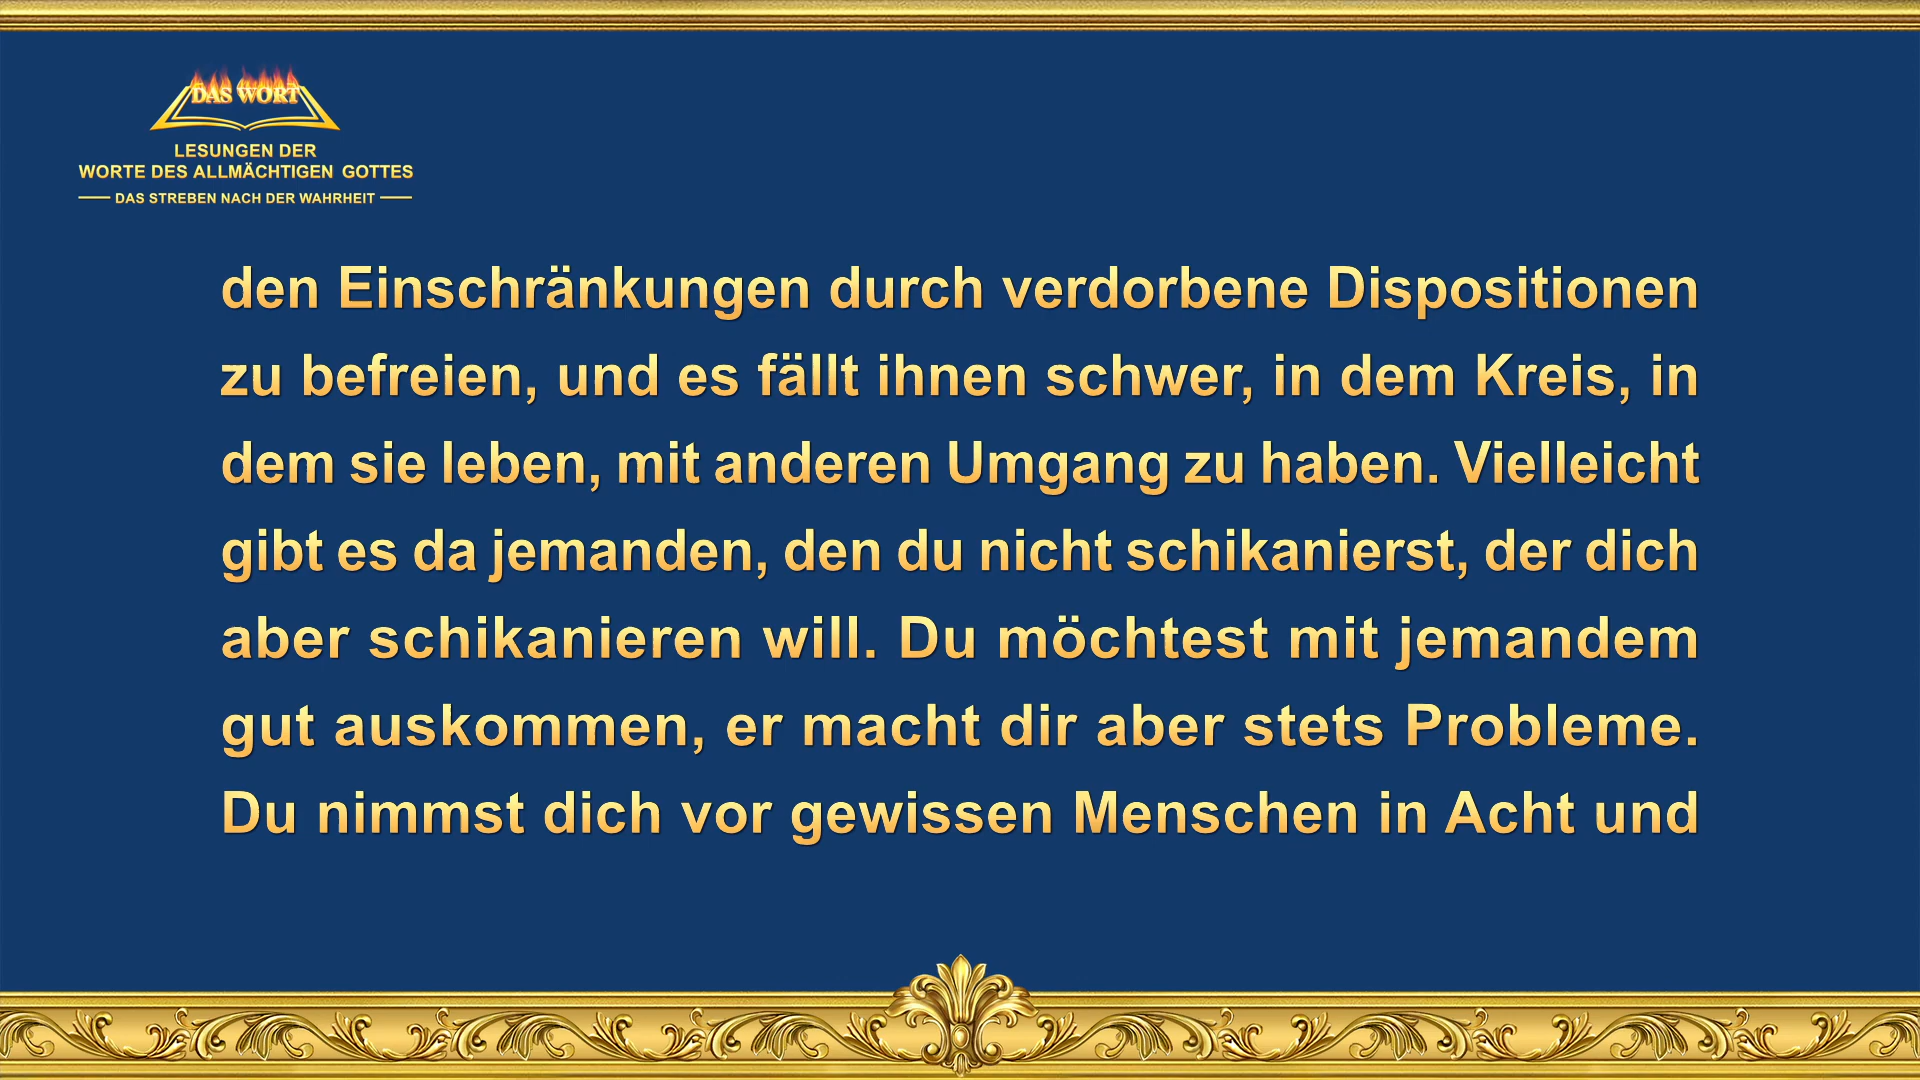 DAS WORT
LESUNGEN DER
WORTE DES ALLMÄCHTIGEN GOTTES
DAS STREBEN NACH DER WAHRHEIT
den Einschränkungen durch verdorbene Dispositionen
zu befreien, und es fällt ihnen schwer, in dem Kreis, in
dem sie leben, mit anderen Umgang zu haben. Vielleicht
gibt es da jemanden, den du nicht schikanierst, der dich
aber schikanieren will. Du möchtest mit jemandem
gut auskommen, er macht dir aber stets Probleme.
Du nimmst dich vor gewissen Menschen in Acht und